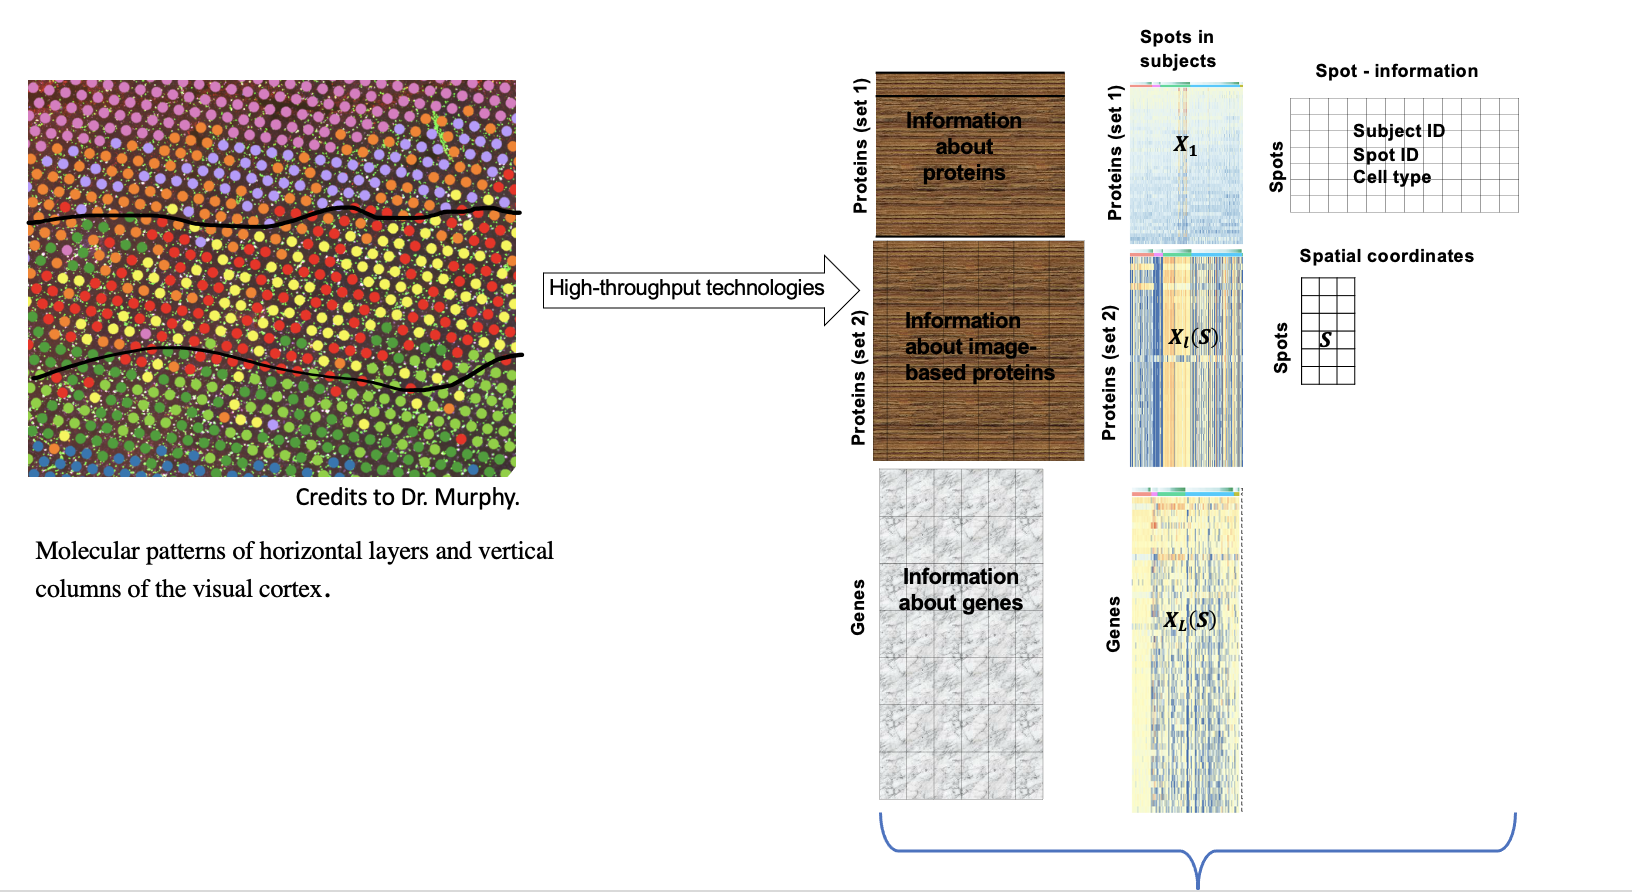 Credits to Dr. Murphy.
Molecular patterns of horizontal layers and vertical
columns of the visual cortex.
High-throughput technologies
Proteins (set 1)
Information
about
proteins
Proteins (set 2)
Information
about image-
based proteins
Genes
Information
about genes
Spots in
subjects
Proteins (set 1)
X₁
Proteins (set 2)
Xₗ(S)
Genes
X_L(S)
Spot - information
Spots
Subject ID
Spot ID
Cell type
Spatial coordinates
Spots
S